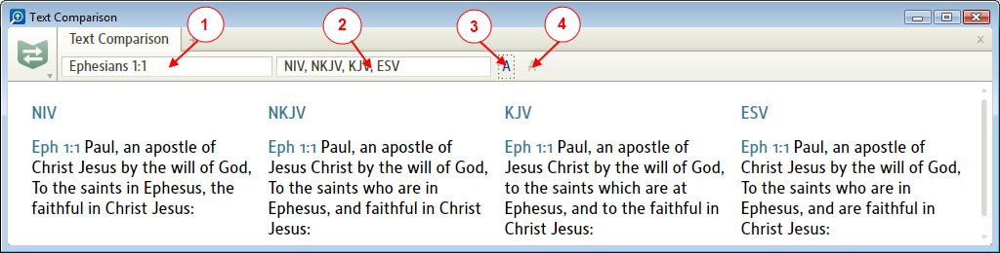 Text Comparison
1
2
3
4
Text Comparison
Ephesians 1:1
NIV, NKJV, KJV, ESV
A
A
NIV
Eph 1:1 Paul, an apostle of
Christ Jesus by the will of God,
To the saints in Ephesus, the
faithful in Christ Jesus:
NKJV
Eph 1:1 Paul, an apostle of
Jesus Christ by the will of God,
To the saints who are in
Ephesus, and faithful in Christ
Jesus:
KJV
Eph 1:1 Paul, an apostle of
Jesus Christ by the will of God,
to the saints which are at
Ephesus, and to the faithful in
Christ Jesus:
ESV
Eph 1:1 Paul, an apostle of
Christ Jesus by the will of God,
To the saints who are in
Ephesus, and are faithful in
Christ Jesus: